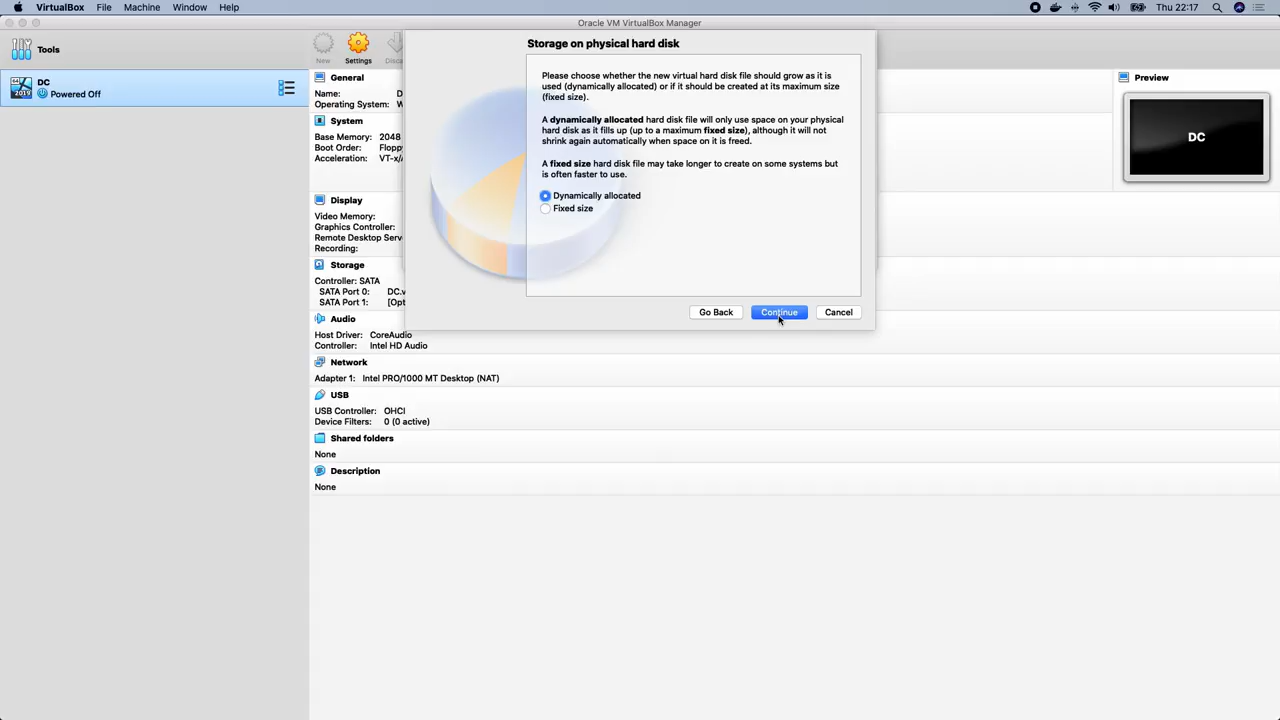 VirtualBox File Machine Window Help Thu 22:17
Oracle VM VirtualBox Manager
Tools
New Settings
DC
Powered Off
Storage on physical hard disk
Please choose whether the new virtual hard disk file should grow as it is
used (dynamically allocated) or if it should be created at its maximum size
(fixed size).
A dynamically allocated hard disk file will only use space on your physical
hard disk as it fills up (up to a maximum fixed size), although it will not
shrink again automatically when space on it is freed.
A fixed size hard disk file may take longer to create on some systems but
is often faster to use.
Dynamically allocated
Fixed size
Go Back Continue Cancel
General
Name: D
Operating System: W
System
Base Memory: 2048
Boot Order: Flopp
Acceleration: VT-x/
Display
Video Memory:
Graphics Controller:
Remote Desktop Serv
Recording:
Storage
Controller: SATA
SATA Port 0: DC.v
SATA Port 1: [Opt
Audio
Host Driver: CoreAudio
Controller: Intel HD Audio
Network
Adapter 1: Intel PRO/1000 MT Desktop (NAT)
USB
USB Controller: OHCI
Device Filters: 0 (0 active)
Shared folders
None
Description
None
Preview
DC